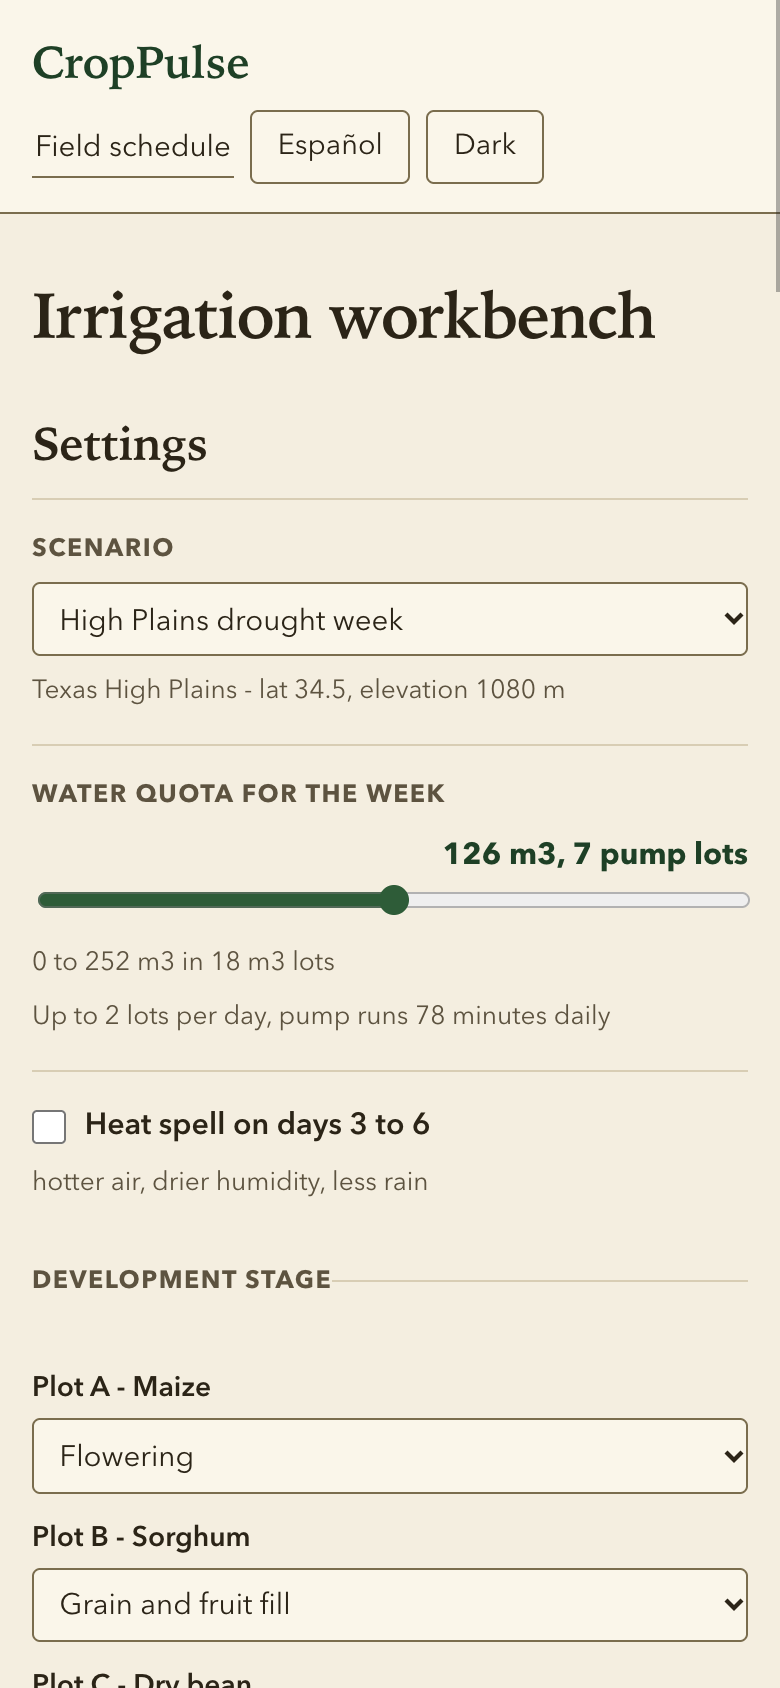 CropPulse
Field schedule Español Dark
Irrigation workbench
Settings
SCENARIO
High Plains drought week
Texas High Plains - lat 34.5, elevation 1080 m
WATER QUOTA FOR THE WEEK
126 m3, 7 pump lots
0 to 252 m3 in 18 m3 lots
Up to 2 lots per day, pump runs 78 minutes daily
Heat spell on days 3 to 6
hotter air, drier humidity, less rain
DEVELOPMENT STAGE
Plot A - Maize
Flowering
Plot B - Sorghum
Grain and fruit fill
Plot C - Dry bean